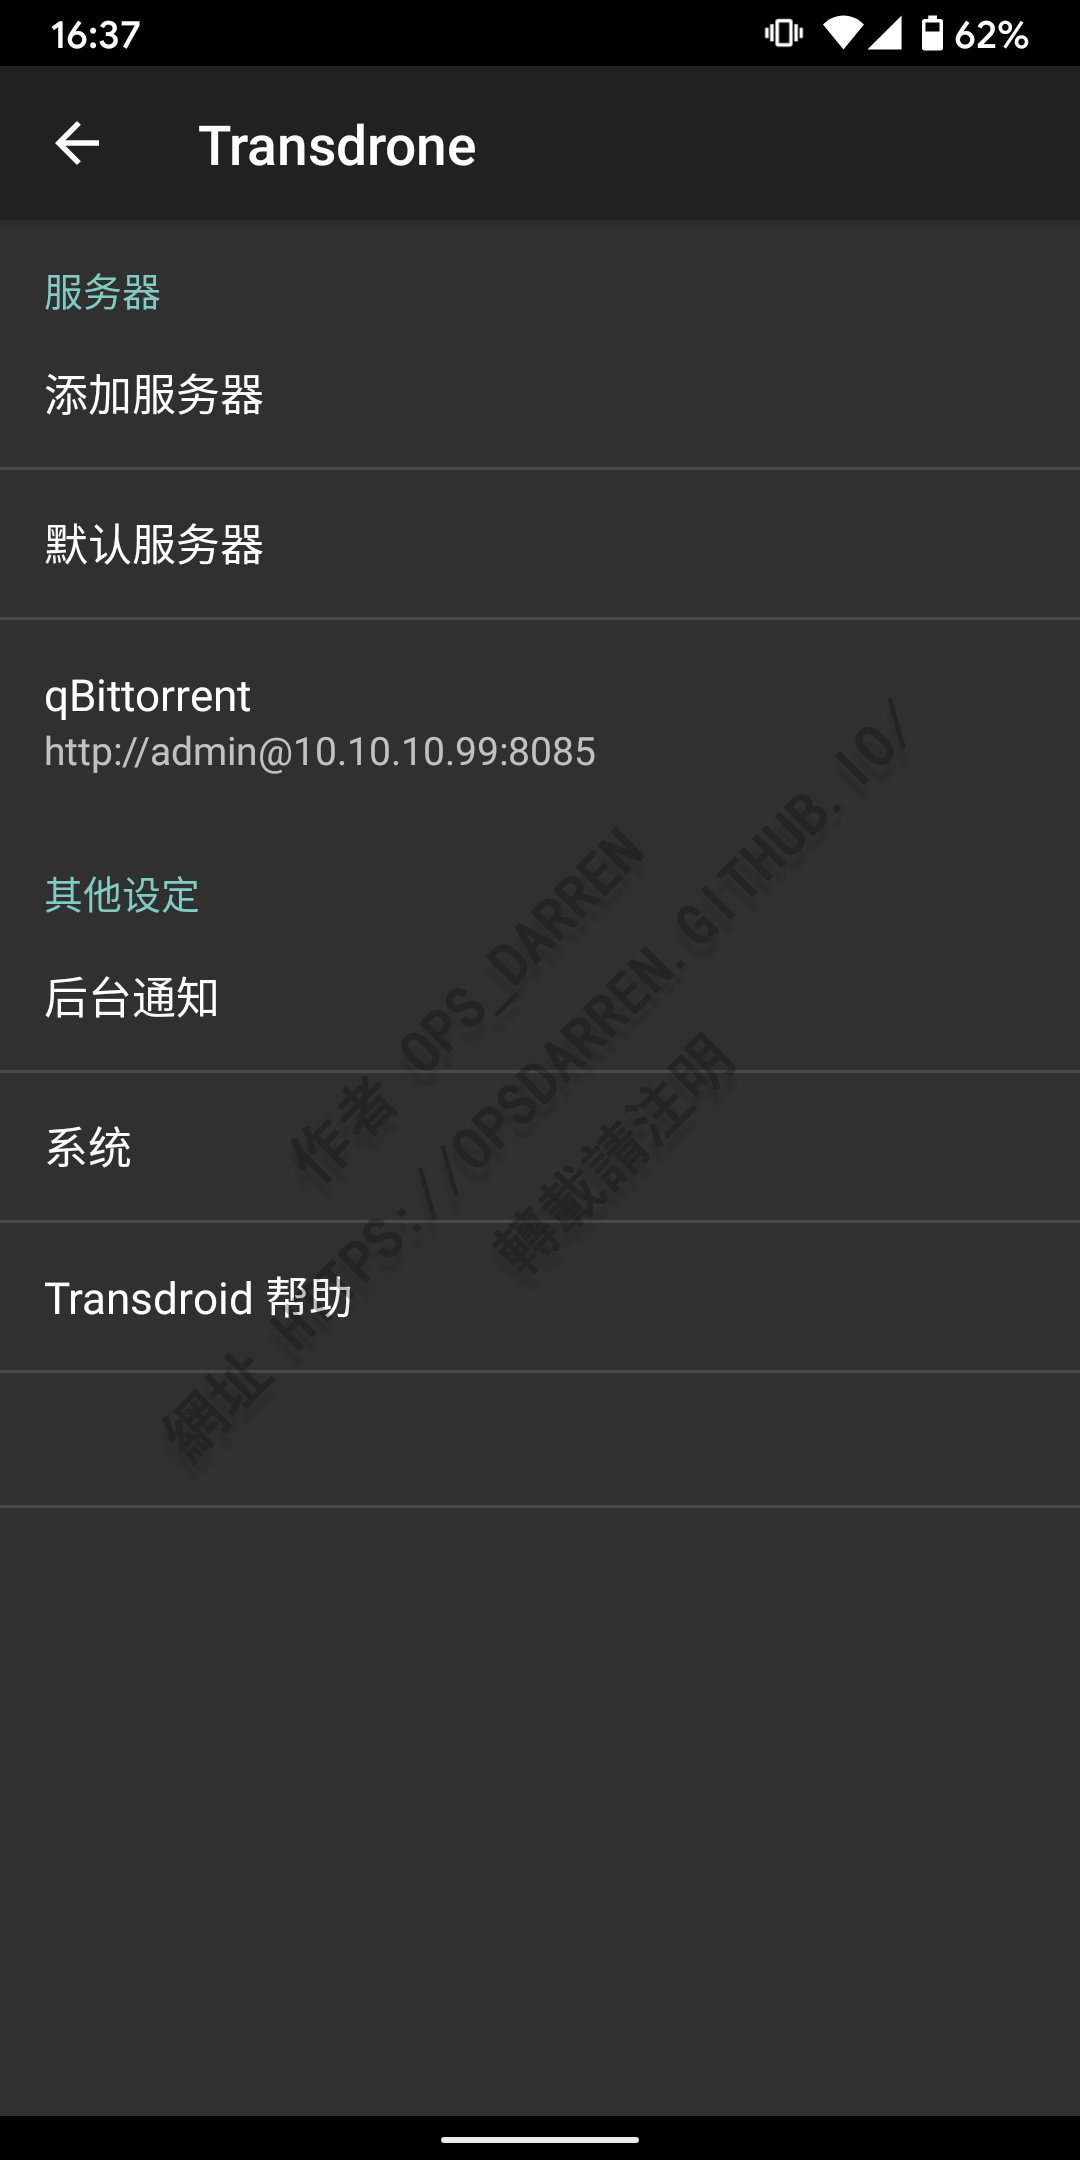 16:37
62%
Transdrone
服务器
添加服务器
默认服务器
qBittorrent
http://admin@10.10.10.99:8085
其他设定
后台通知
系统
Transdroid 帮助
作者 OPS_DARREN
網址 HTTPS://OPSDARREN.GITHUB.IO/
轉載請注明